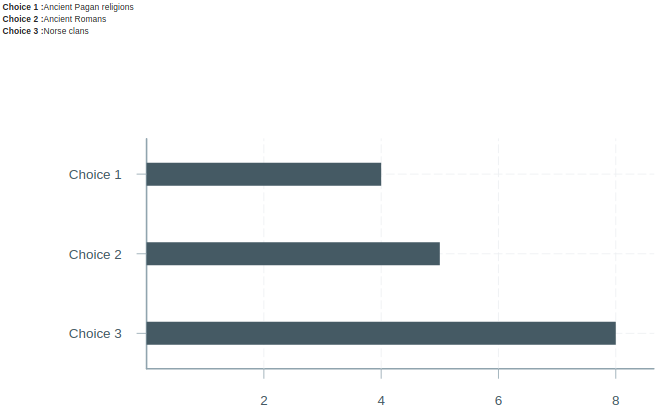 Choice 1 :Ancient Pagan religions
Choice 2 :Ancient Romans
Choice 3 :Norse clans
Choice 1
Choice 2
Choice 3
2 4 6 8